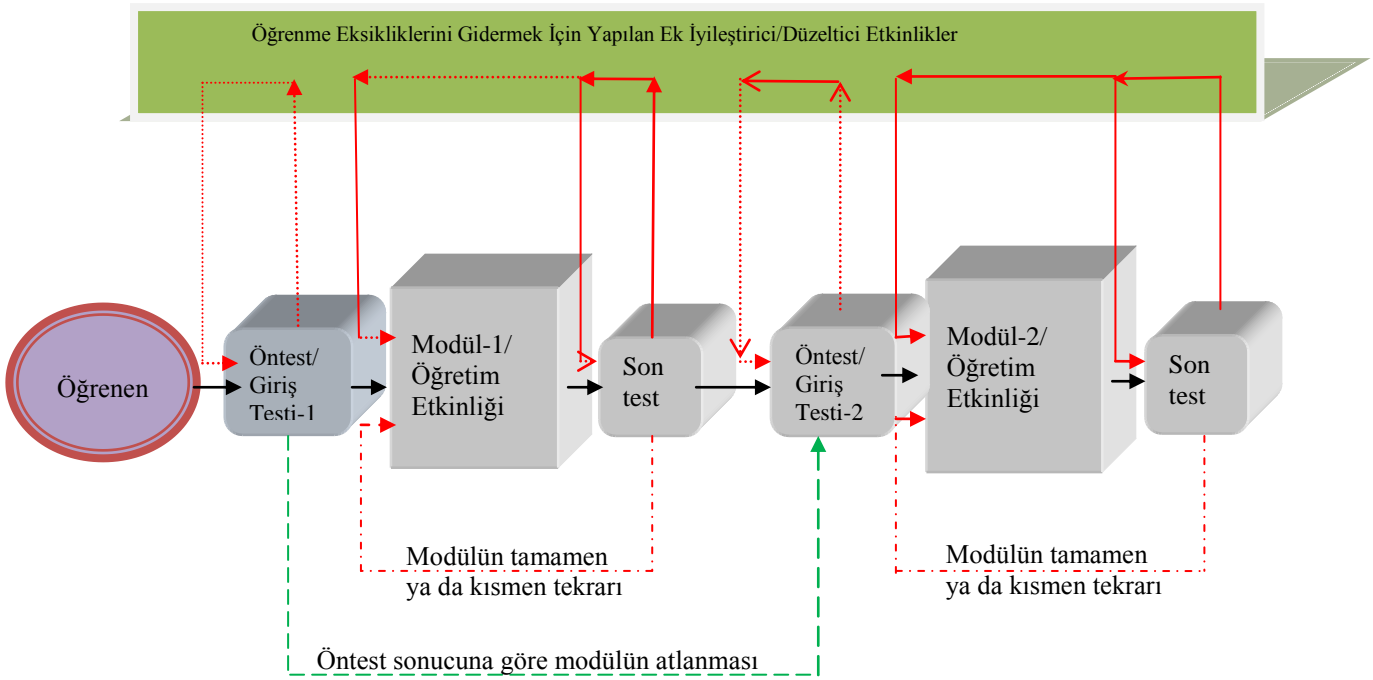 Öğrenme Eksikliklerini Gidermek İçin Yapılan Ek İyileştirici/Düzeltici Etkinlikler
Öğrenen
Öntest/
Giriş
Testi-1
Modül-1/
Öğretim
Etkinliği
Son
test
Öntest/
Giriş
Testi-2
Modül-2/
Öğretim
Etkinliği
Son
test
Modülün tamamen
ya da kısmen tekrarı
Modülün tamamen
ya da kısmen tekrarı
Öntest sonucuna göre modülün atlanması